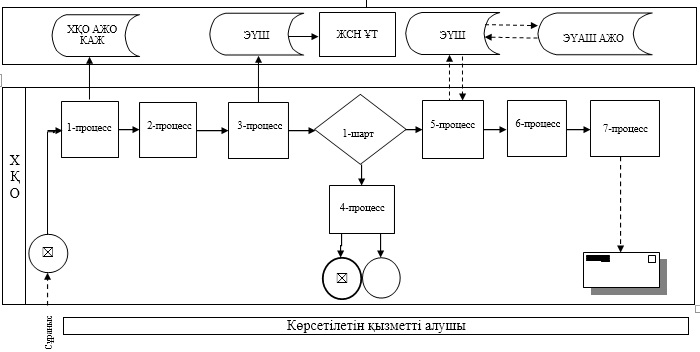 ХҚО АЖО
ҚАЖ
ЭҮШ
ЖСН ҰТ
ЭҮШ
ЭҮАШ АЖО
Х
Қ
О
1-процесс
2-процесс
3-процесс
1-шарт
5-процесс
6-процесс
7-процесс
4-процесс
Сұраныс
Көрсетілетін қызметті алушы